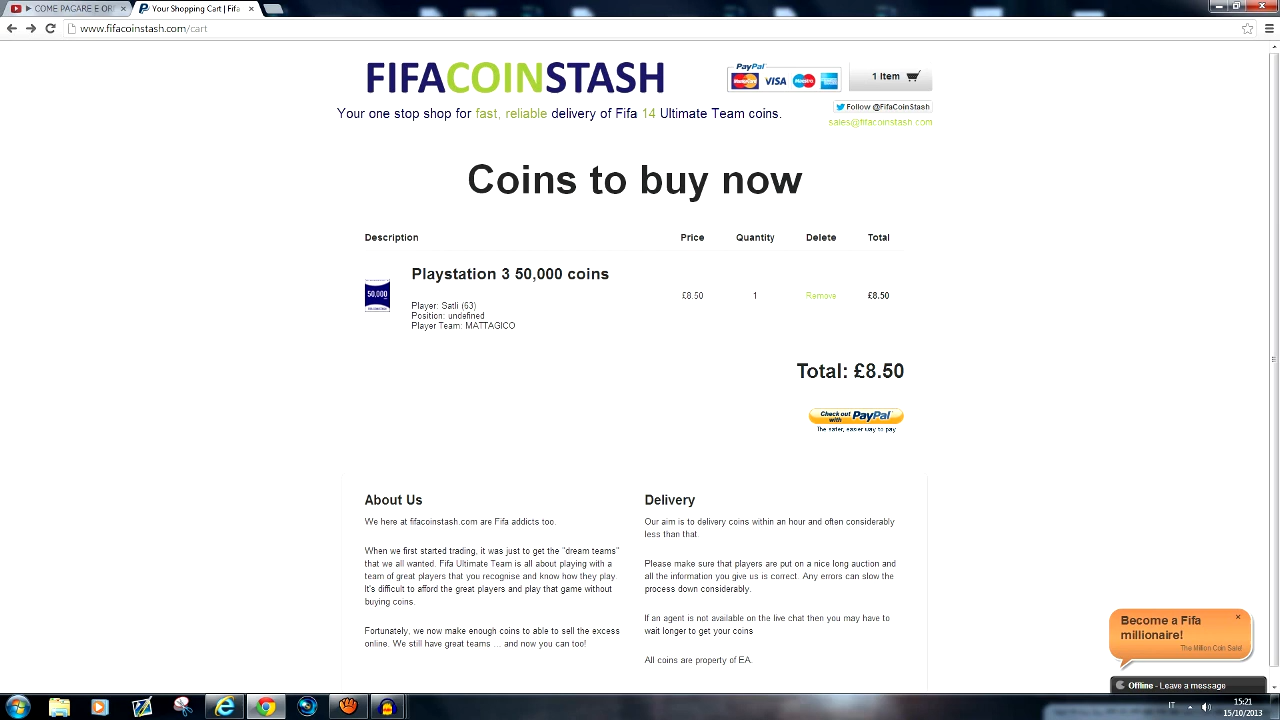 COME PAGARE E OR
Your Shopping Cart | Fifa
www.fifacoinstash.com/cart
FIFACOINSTASH
PayPal
MasterCard VISA Maestro
1 Item
Follow @FifaCoinStash
Your one stop shop for fast, reliable delivery of Fifa 14 Ultimate Team coins.
sales@fifacoinstash.com
Coins to buy now
Description Price Quantity Delete Total
Playstation 3 50,000 coins
50,000
£8.50 1 Remove £8.50
Player: Satli (63)
Position: undefined
Player Team: MATTAGICO
Total: £8.50
Check out with PayPal
The safer, easier way to pay
About Us
We here at fifacoinstash.com are Fifa addicts too.
When we first started trading, it was just to get the "dream teams"
that we all wanted. Fifa Ultimate Team is all about playing with a
team of great players that you recognise and know how they play.
It's difficult to afford the great players and play that game without
buying coins.
Fortunately, we now make enough coins to able to sell the excess
online. We still have great teams ... and now you can too!
Delivery
Our aim is to delivery coins within an hour and often considerably
less than that.
Please make sure that players are put on a nice long auction and
all the information you give us is correct. Any errors can slow the
process down considerably.
If an agent is not available on the live chat then you may have to
wait longer to get your coins
All coins are property of EA.
Become a Fifa
millionaire!
The Million Coin Sale!
Offline - Leave a message
IT
15:21
15/10/2013